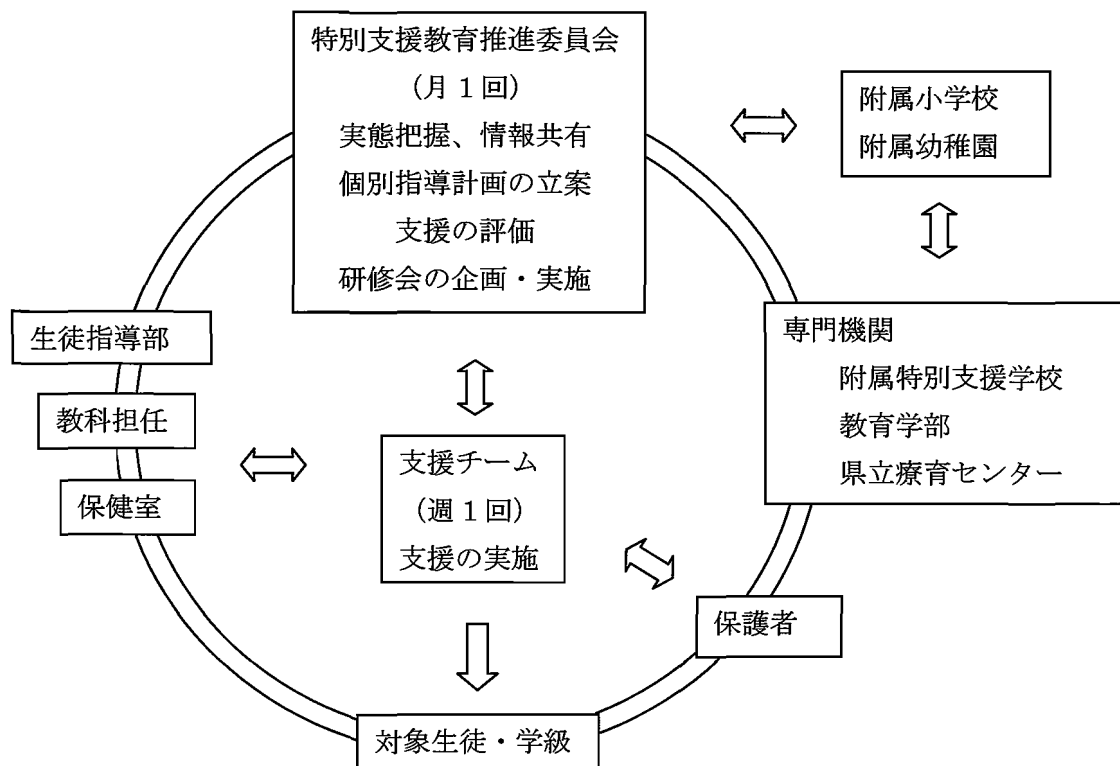 特別支援教育推進委員会
（月１回）
実態把握、情報共有
個別指導計画の立案
支援の評価
研修会の企画・実施
附属小学校
附属幼稚園
生徒指導部
教科担任
保健室
支援チーム
（週１回）
支援の実施
専門機関
附属特別支援学校
教育学部
県立療育センター
保護者
対象生徒・学級